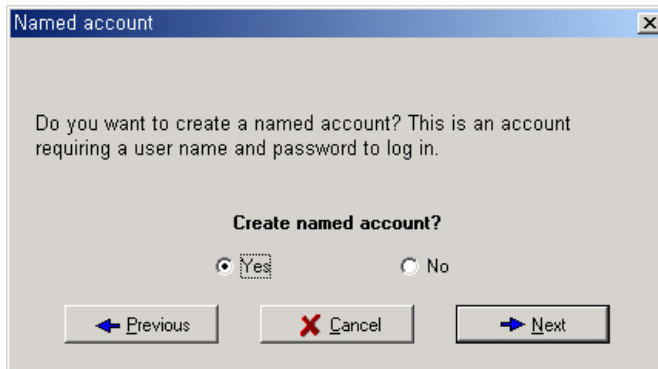 Named account
Do you want to create a named account? This is an account
requiring a user name and password to log in.
Create named account?
Yes No
Previous Cancel Next